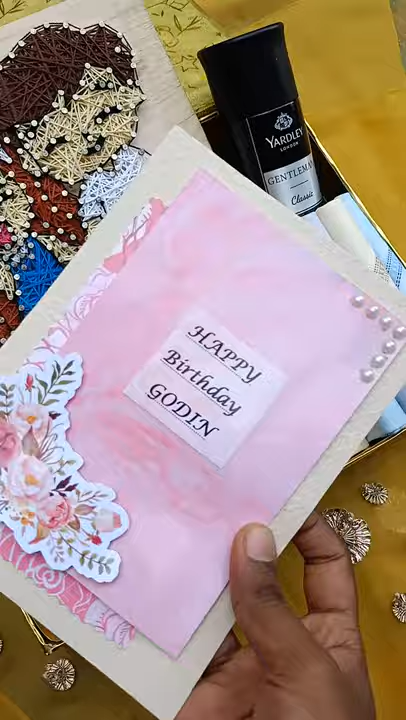 YARDLEY
LONDON
GENTLEMAN
Classic
HAPPY
Birthday
GODIN